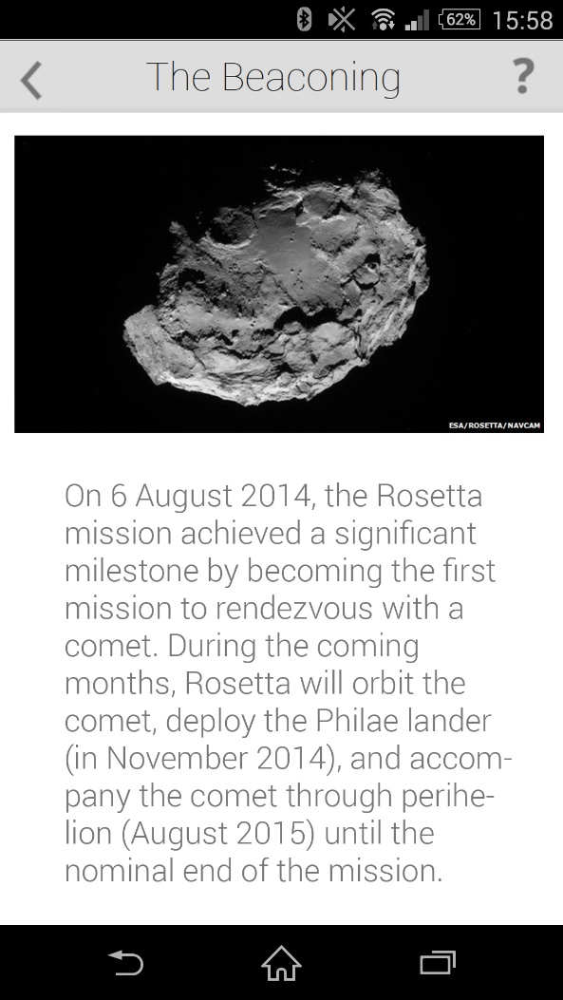 62% 15:58
The Beaconing
?
ESA/ROSETTA/NAVCAM
On 6 August 2014, the Rosetta
mission achieved a significant
milestone by becoming the first
mission to rendezvous with a
comet. During the coming
months, Rosetta will orbit the
comet, deploy the Philae lander
(in November 2014), and accom-
pany the comet through perihe-
lion (August 2015) until the
nominal end of the mission.